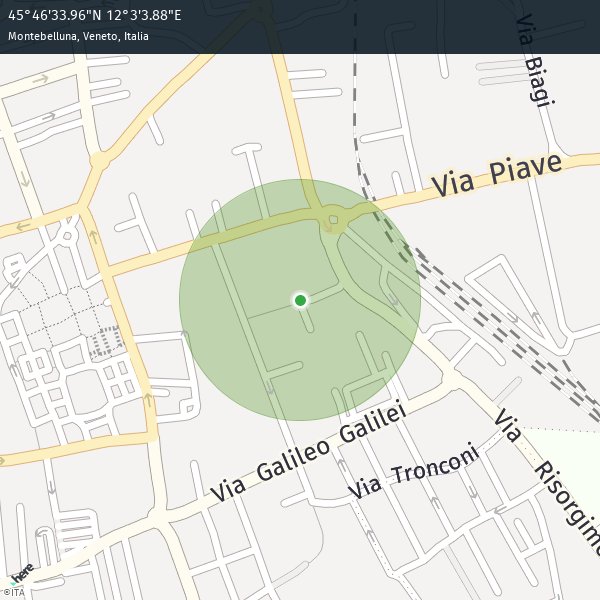 45°46'33.96"N 12°3'3.88"E
Montebelluna, Veneto, Italia
Via Biagi
Via Piave
Via Galileo Galilei
Via Tronconi
Via Risorgime
here
©ITA